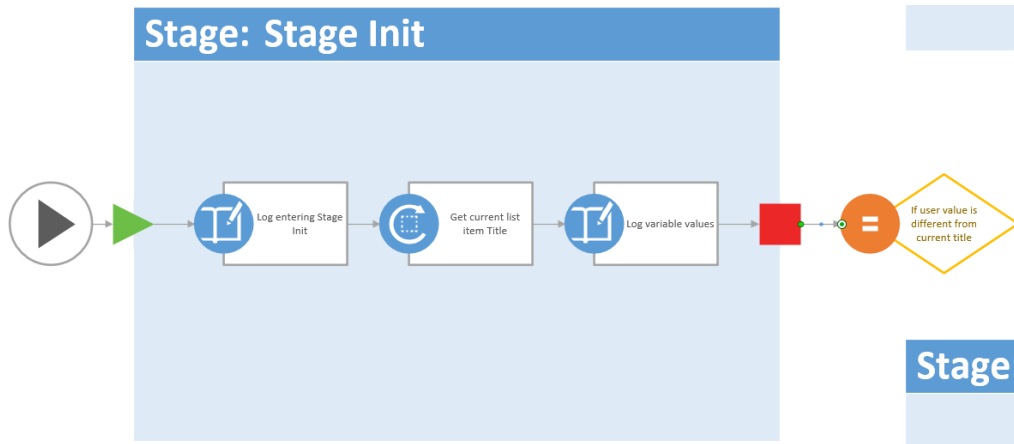 Stage: Stage Init
Log entering Stage
Init
Get current list
item Title
Log variable values
If user value is
different from
current title
Stage